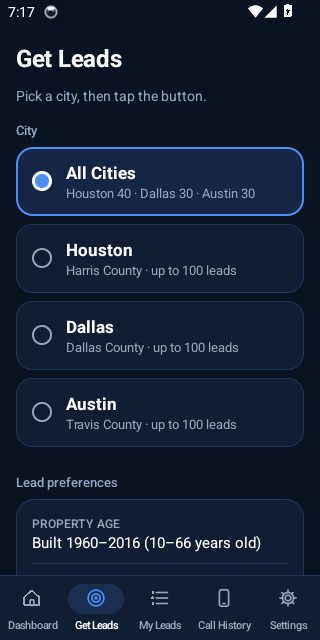 7:17
Get Leads
Pick a city, then tap the button.
City
All Cities
Houston 40 · Dallas 30 · Austin 30
Houston
Harris County · up to 100 leads
Dallas
Dallas County · up to 100 leads
Austin
Travis County · up to 100 leads
Lead preferences
PROPERTY AGE
Built 1960–2016 (10–66 years old)
Dashboard
Get Leads
My Leads
Call History
Settings